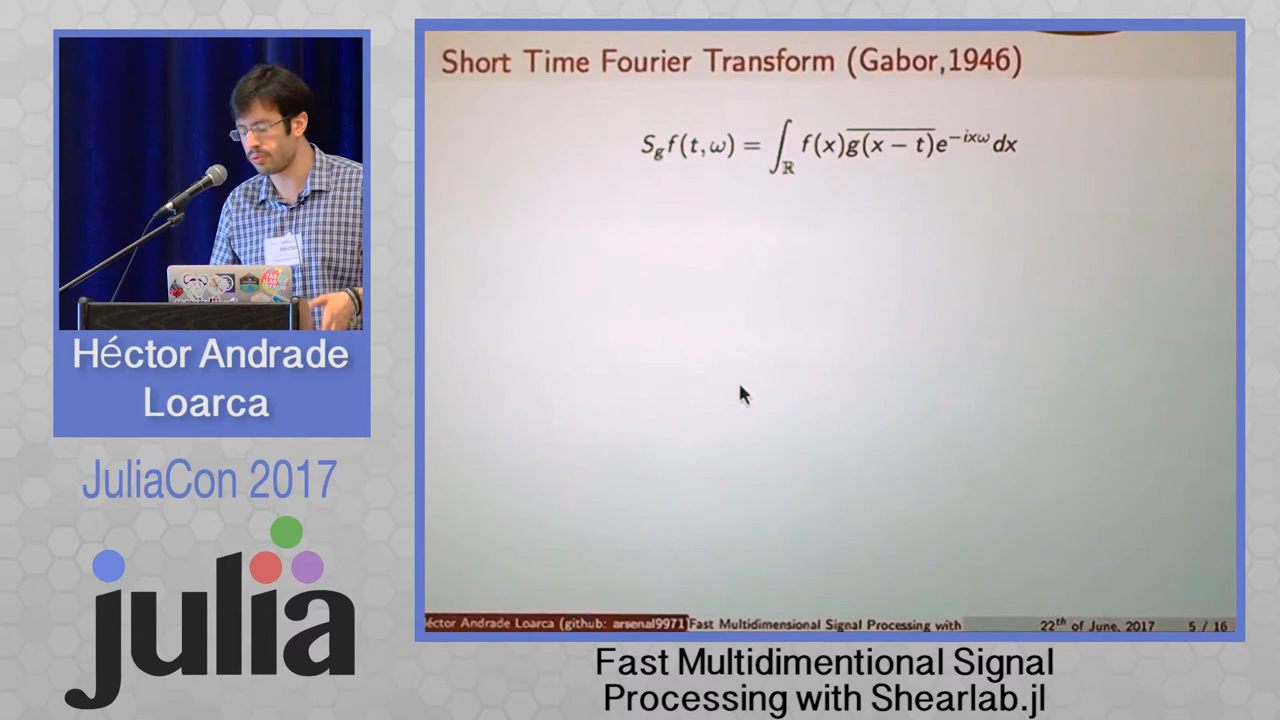 Short Time Fourier Transform (Gabor,1946)
S_g f(t, ω) = ∫_ℝ f(x)\overline{g(x − t)}e^{−ixω} dx
Héctor
Héctor Andrade
Loarca
JuliaCon 2017
julia
éctor Andrade Loarca (github: arsenal9971) Fast Multidimensional Signal Processing with 22th of June, 2017 5 / 16
Fast Multidimentional Signal
Processing with Shearlab.jl